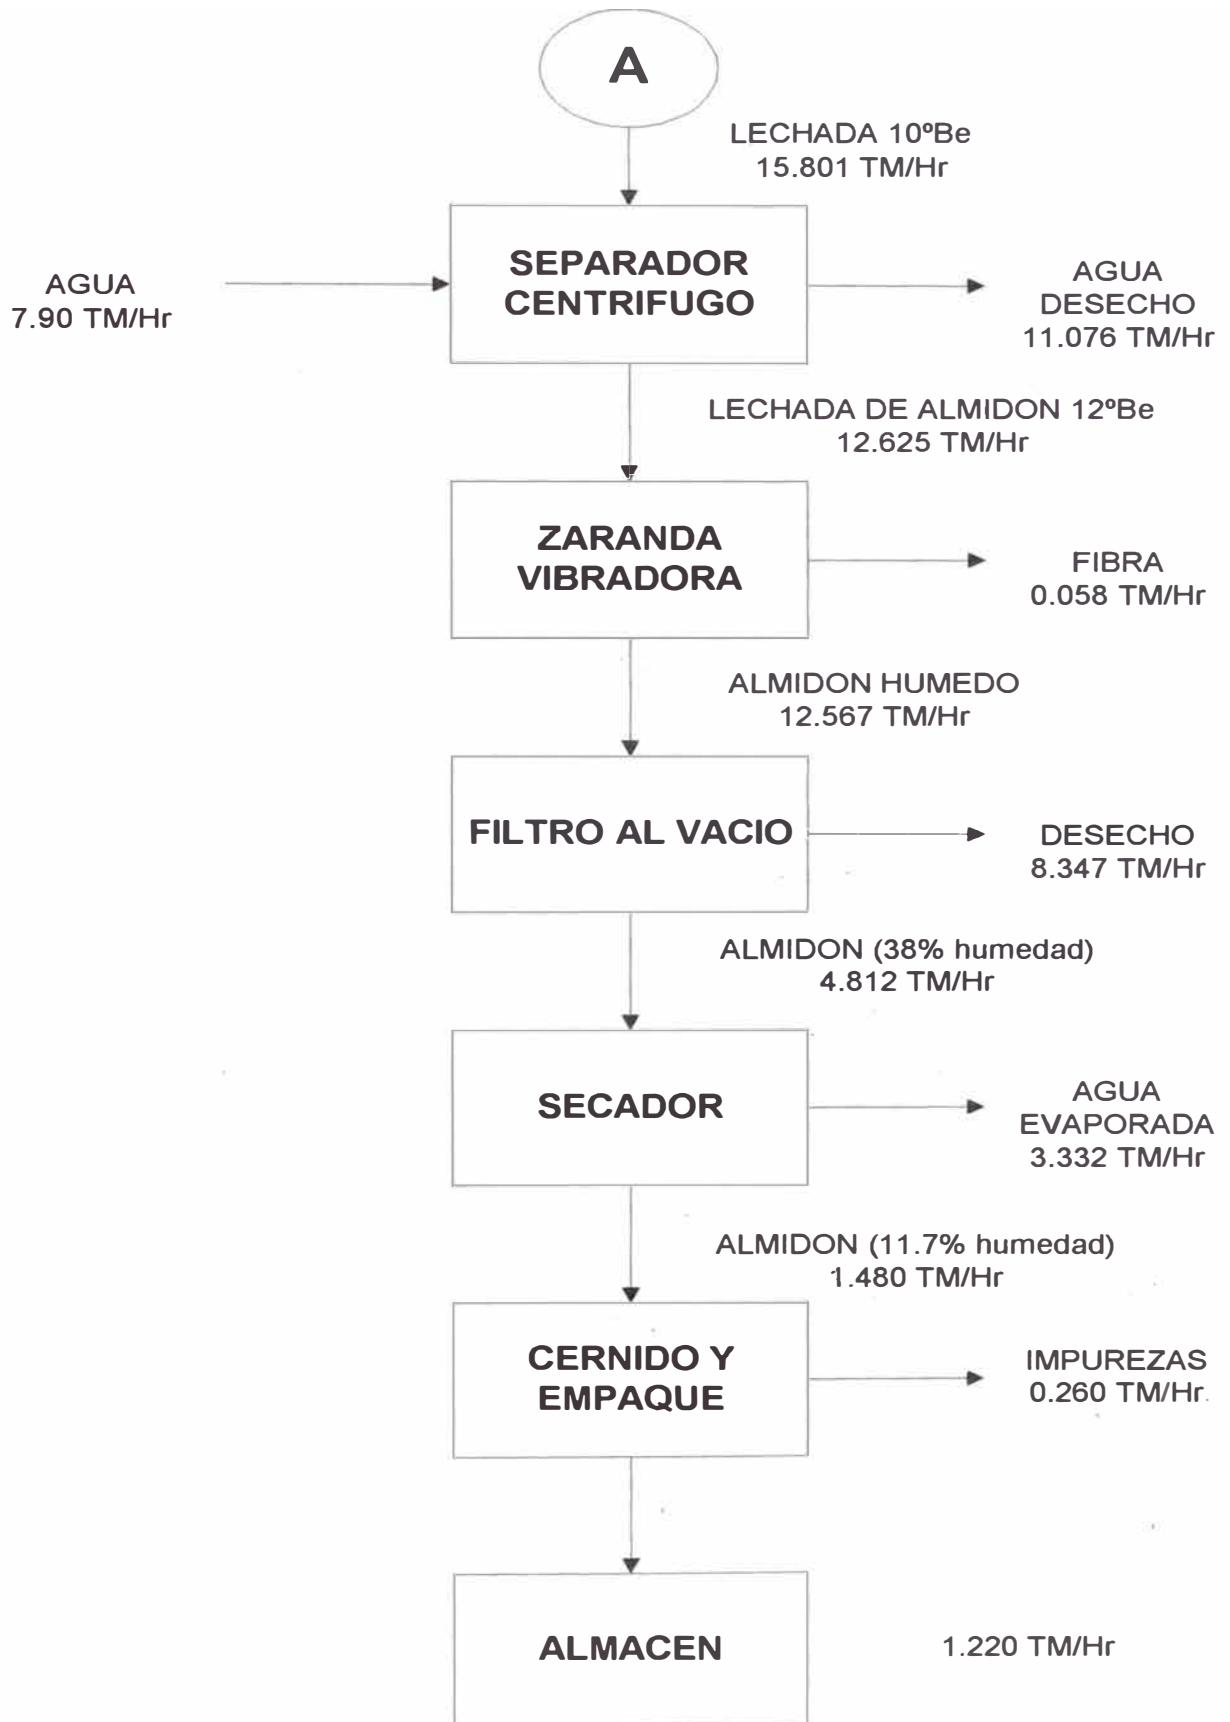 A
LECHADA 10ºBe
15.801 TM/Hr
SEPARADOR
CENTRIFUGO
AGUA
7.90 TM/Hr
AGUA
DESECHO
11.076 TM/Hr
LECHADA DE ALMIDON 12ºBe
12.625 TM/Hr
ZARANDA
VIBRADORA
FIBRA
0.058 TM/Hr
ALMIDON HUMEDO
12.567 TM/Hr
FILTRO AL VACIO
DESECHO
8.347 TM/Hr
ALMIDON (38% humedad)
4.812 TM/Hr
SECADOR
AGUA
EVAPORADA
3.332 TM/Hr
ALMIDON (11.7% humedad)
1.480 TM/Hr
CERNIDO Y
EMPAQUE
IMPUREZAS
0.260 TM/Hr.
ALMACEN
1.220 TM/Hr